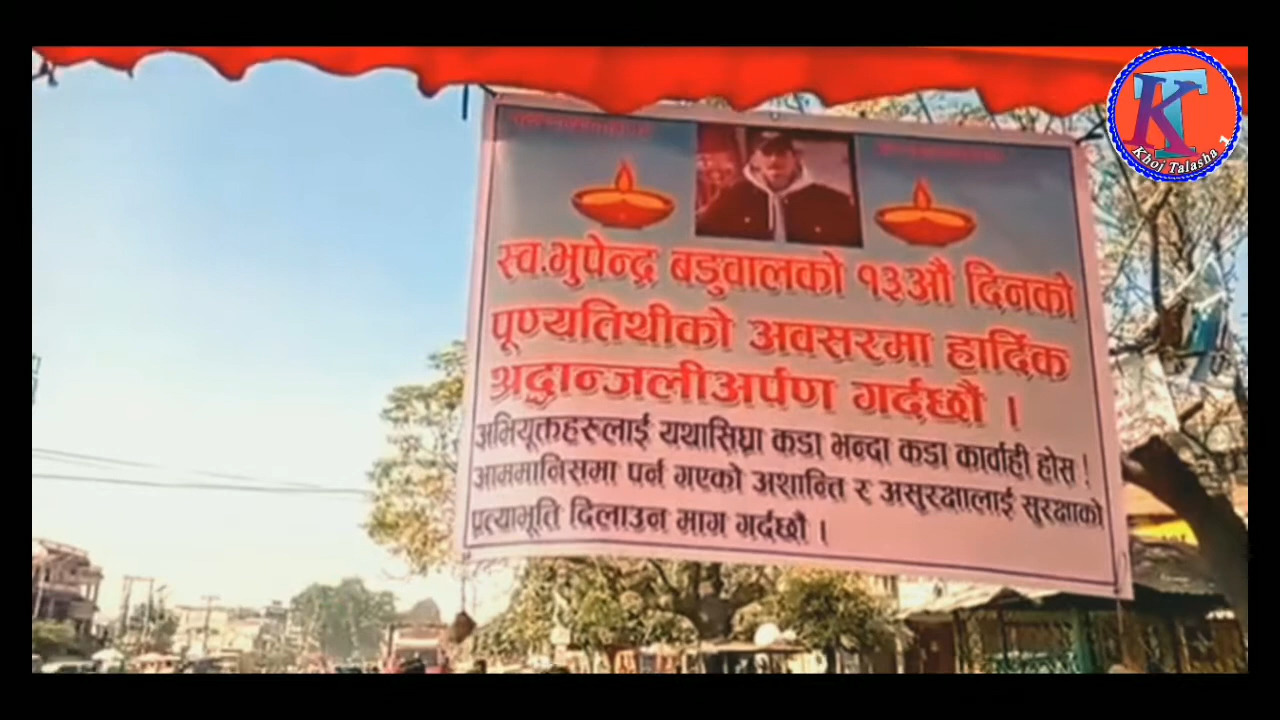 स्व.भुपेन्द्र बडुवालको १३औं दिनको
पूण्यतिथीको अवसरमा हार्दिक
श्रद्धान्जलीअर्पण गर्दछौं ।
अभियूक्तहरुलाई यथासिघ्रा कडा भन्दा कडा कार्वाही होस !
आममानिसमा पर्न गएको अशान्ति र असुरक्षालाई सुरक्षाको
प्रत्याभूति दिलाउन माग गर्दछौं ।
KT
Khoj Talasha